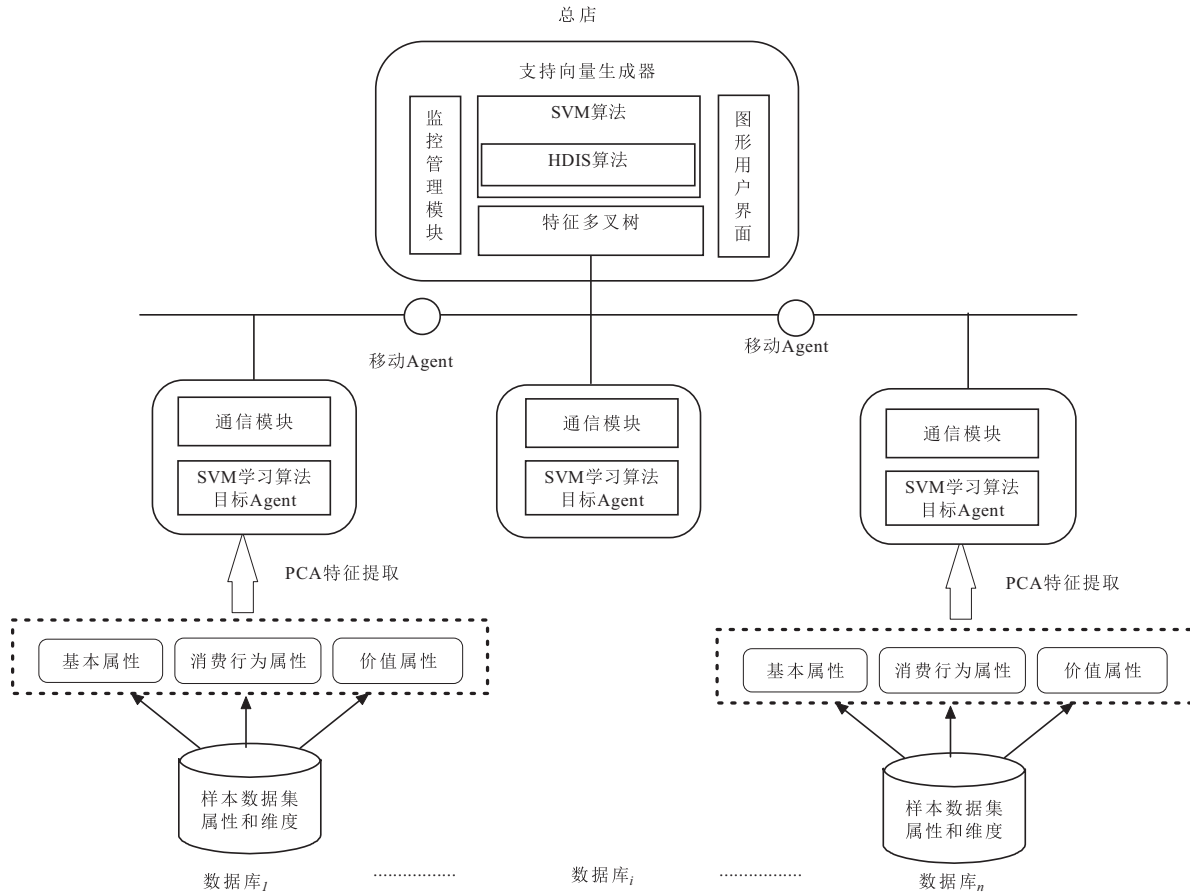 总店
支持向量生成器
监控管理模块
SVM算法
HDIS算法
特征多叉树
图形用户界面
移动Agent
移动Agent
通信模块
SVM学习算法
目标Agent
通信模块
SVM学习算法
目标Agent
通信模块
SVM学习算法
目标Agent
PCA特征提取
PCA特征提取
基本属性
消费行为属性
价值属性
基本属性
消费行为属性
价值属性
样本数据集
属性和维度
样本数据集
属性和维度
数据库1
..................
数据库i
..................
数据库n